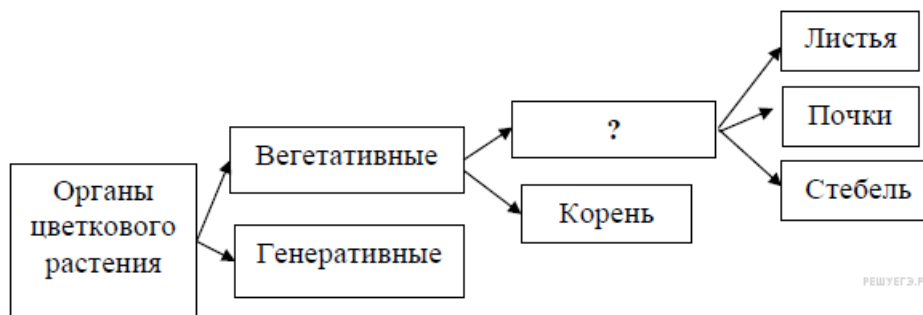 Органы
цветкового
растения
Вегетативные
Генеративные
?
Корень
Листья
Почки
Стебель